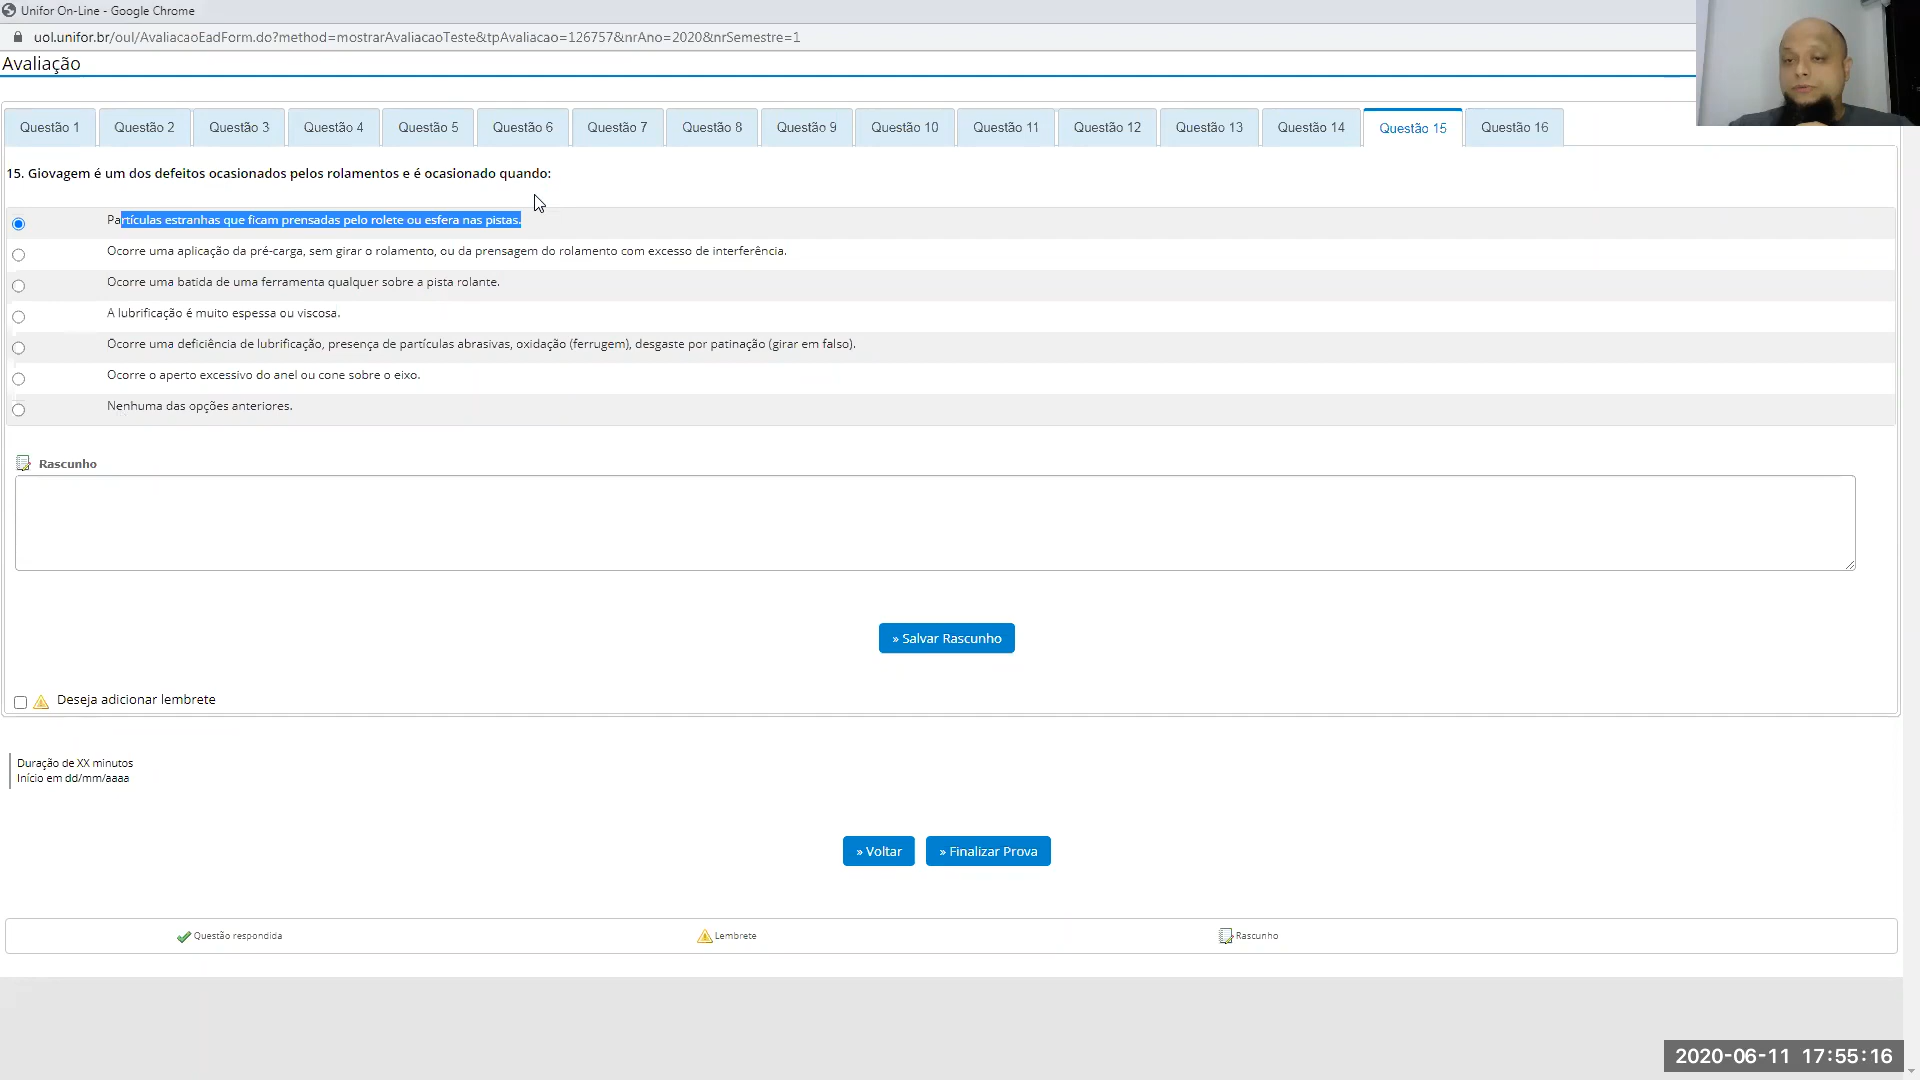 Unifor On-Line - Google Chrome
uol.unifor.br/oul/AvaliacaoEadForm.do?method=mostrarAvaliacaoTeste&tpAvaliacao=126757&nrAno=2020&nrSemestre=1
Avaliação
Questão 1 Questão 2 Questão 3 Questão 4 Questão 5 Questão 6 Questão 7 Questão 8 Questão 9 Questão 10 Questão 11 Questão 12 Questão 13 Questão 14 Questão 15 Questão 16
15. Giovagem é um dos defeitos ocasionados pelos rolamentos e é ocasionado quando:
Partículas estranhas que ficam prensadas pelo rolete ou esfera nas pistas.
Ocorre uma aplicação da pré-carga, sem girar o rolamento, ou da prensagem do rolamento com excesso de interferência.
Ocorre uma batida de uma ferramenta qualquer sobre a pista rolante.
A lubrificação é muito espessa ou viscosa.
Ocorre uma deficiência de lubrificação, presença de partículas abrasivas, oxidação (ferrugem), desgaste por patinação (girar em falso).
Ocorre o aperto excessivo do anel ou cone sobre o eixo.
Nenhuma das opções anteriores.
Rascunho
» Salvar Rascunho
Deseja adicionar lembrete
Duração de XX minutos
Início em dd/mm/aaaa
» Voltar » Finalizar Prova
Questão respondida Lembrete Rascunho
2020-06-11 17:55:16